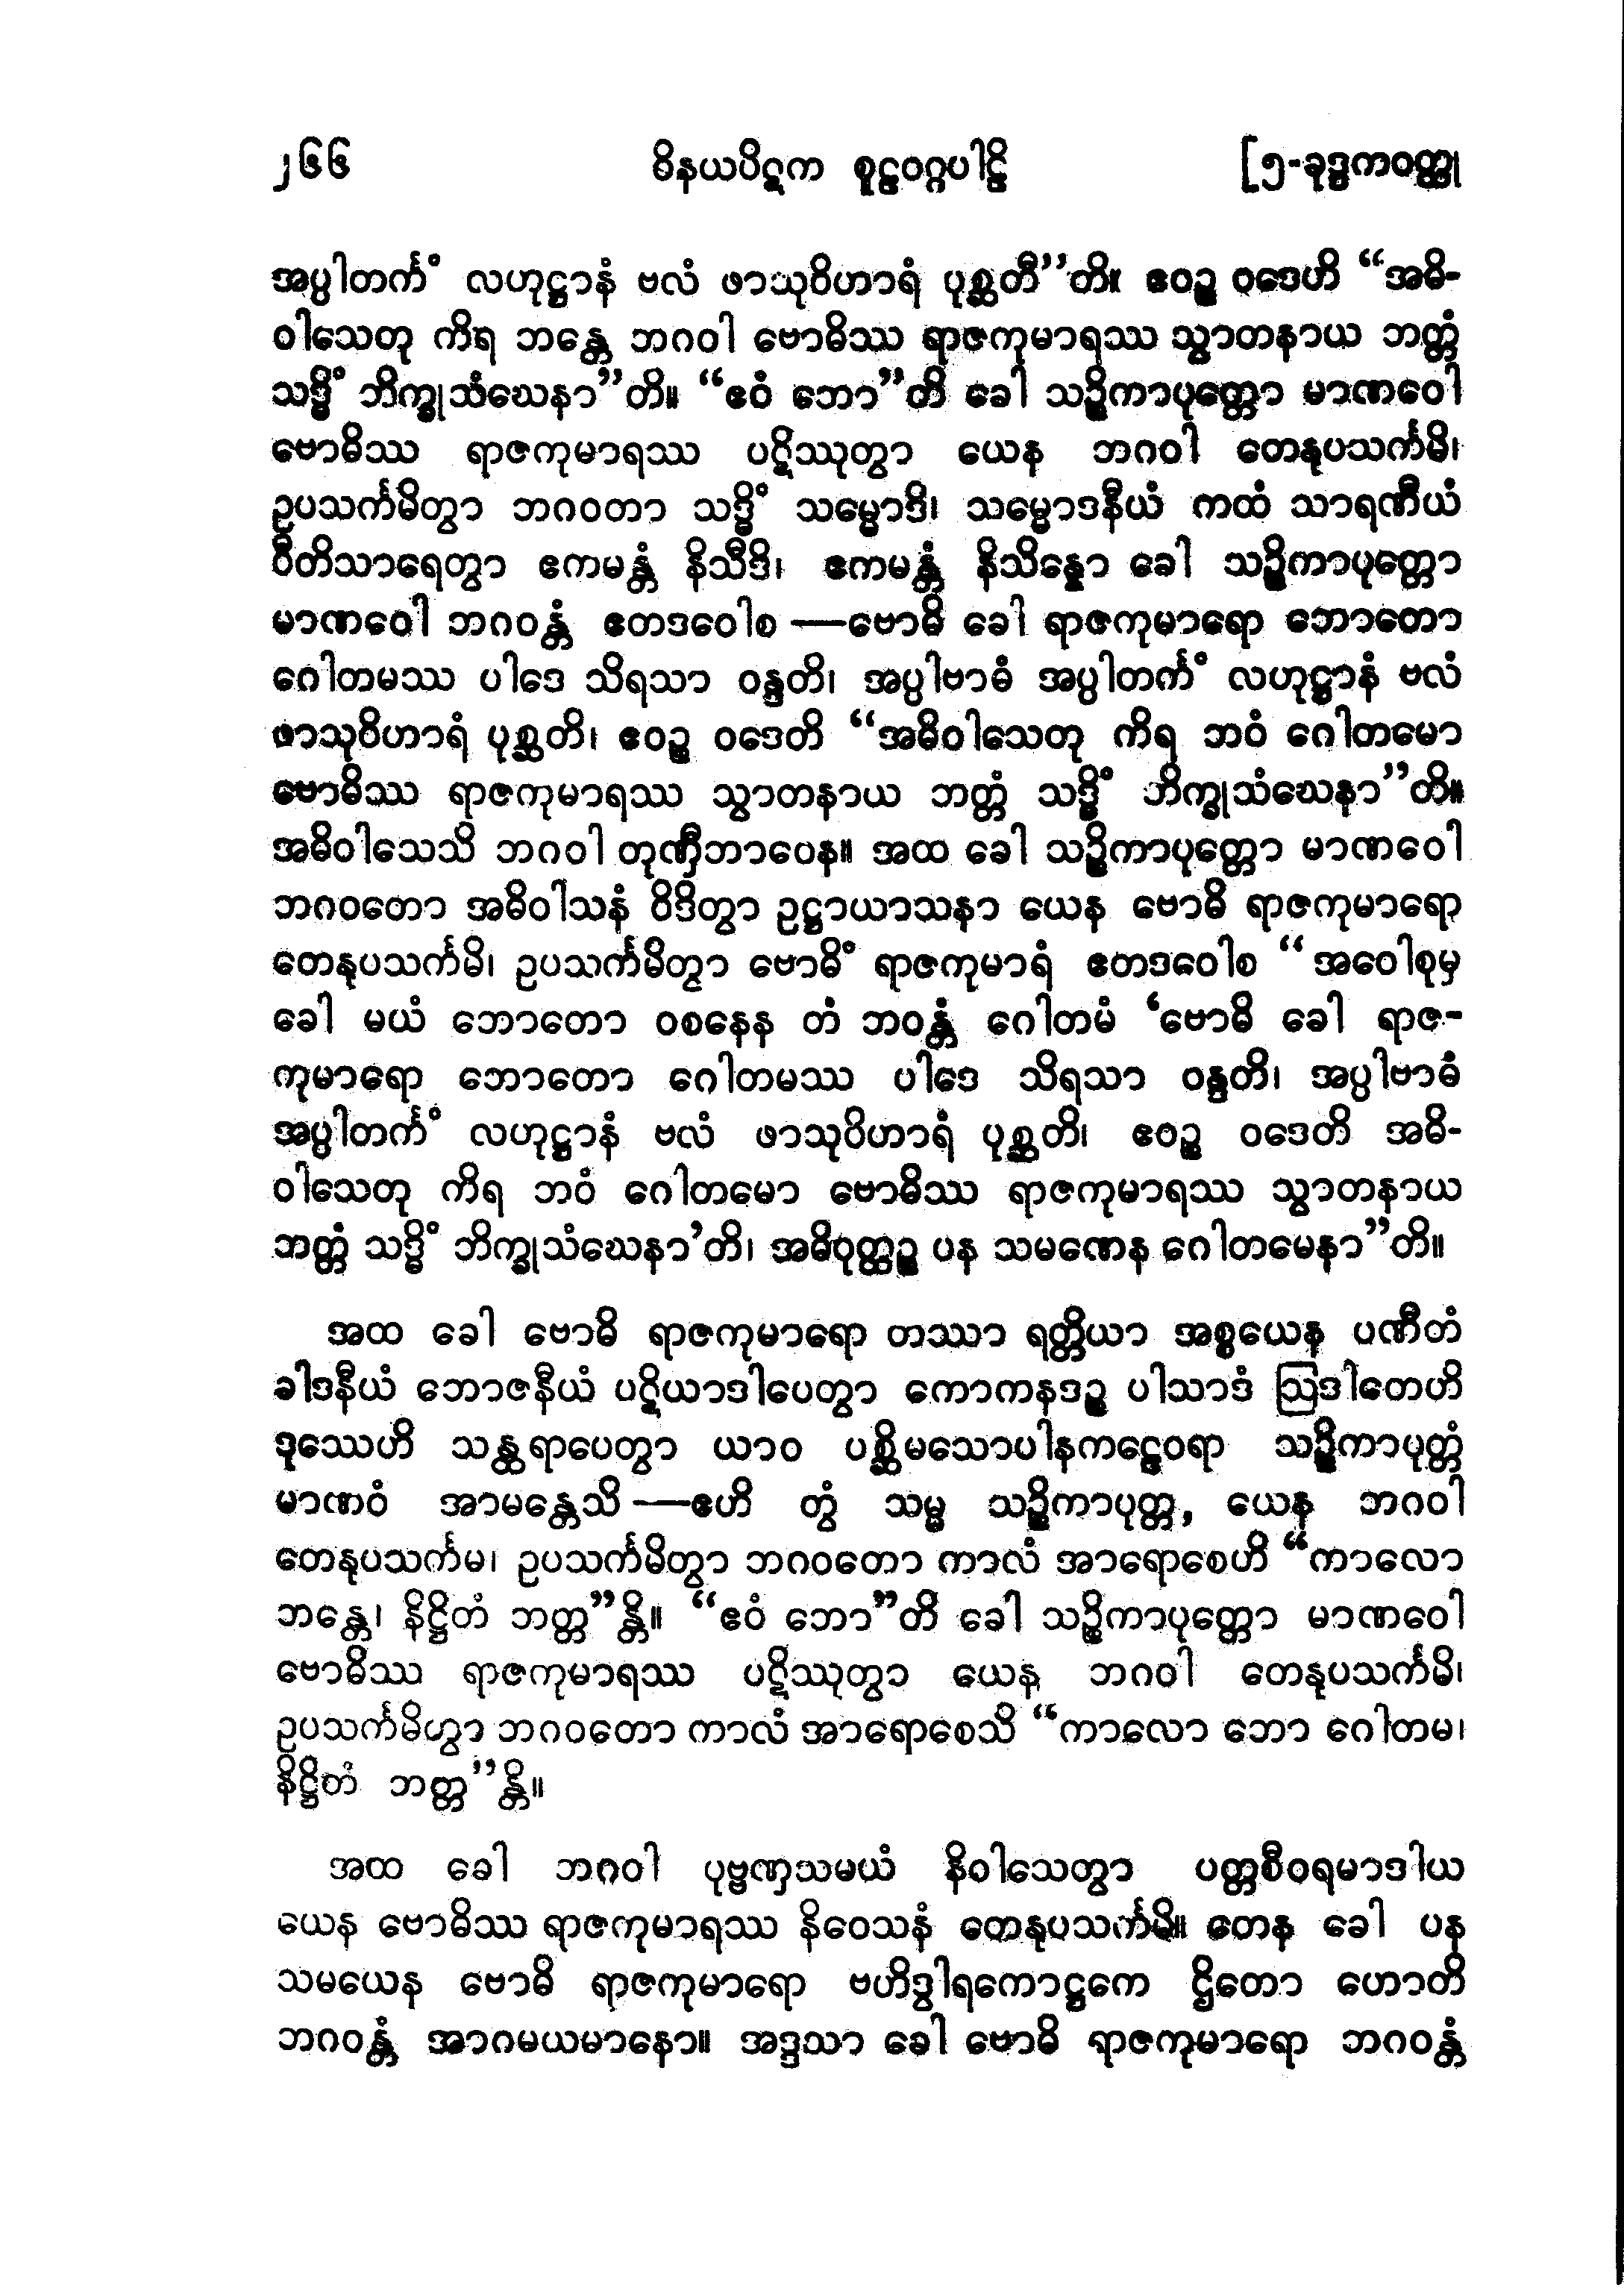 ၂၆၆ ဝိနယပိဋက စူဠဝဂ္ဂပါဠိ [၅-ခုဒ္ဒကဝတ္ထု
အပ္ပါတင်္ကံ လဟုဋ္ဌာနံ ဗလံ ဖာသုဝိဟာရံ ပုစ္ဆတီ”တိ။ ဧဝဉ္စ ဝဒေဟိ “အဓိ-
ဝါသေတု ကိရ ဘန္တေ ဘဂဝါ ဗောဓိဿ ရာဇကုမာရဿ သွာတနာယ ဘတ္တံ
သဒ္ဓိံ ဘိက္ခုသံဃေနာ”တိ။ “ဧဝံ ဘော”တိ ခေါ သဉ္ဇိကာပုတ္တော မာဏဝေါ
ဗောဓိဿ ရာဇကုမာရဿ ပဋိဿုတွာ ယေန ဘဂဝါ တေနုပသင်္ကမိ၊
ဥပသင်္ကမိတွာ ဘဂဝတာ သဒ္ဓိံ သမ္မောဒိ၊ သမ္မောဒနီယံ ကထံ သာရဏီယံ
ဝီတိသာရေတွာ ဧကမန္တံ နိသီဒိ၊ ဧကမန္တံ နိသိန္နော ခေါ သဉ္ဇိကာပုတ္တော
မာဏဝေါ ဘဂဝန္တံ ဧတဒဝေါစ —ဗောဓိ ခေါ ရာဇကုမာရော ဘောတော
ဂေါတမဿ ပါဒေ သိရသာ ဝန္ဒတိ၊ အပ္ပါဗာဓံ အပ္ပါတင်္ကံ လဟုဋ္ဌာနံ ဗလံ
ဖာသုဝိဟာရံ ပုစ္ဆတိ၊ ဧဝဉ္စ ဝဒေတိ “အဓိဝါသေတု ကိရ ဘဝံ ဂေါတမော
ဗောဓိဿ ရာဇကုမာရဿ သွာတနာယ ဘတ္တံ သဒ္ဓိံ ဘိက္ခုသံဃေနာ”တိ။
အဓိဝါသေသိ ဘဂဝါ တုဏှီဘာဝေန။ အထ ခေါ သဉ္ဇိကာပုတ္တော မာဏဝေါ
ဘဂဝတော အဓိဝါသနံ ဝိဒိတွာ ဥဋ္ဌာယာသနာ ယေန ဗောဓိ ရာဇကုမာရော
တေနုပသင်္ကမိ၊ ဥပသင်္ကမိတွာ ဗောဓိံ ရာဇကုမာရံ ဧတဒဝေါစ “အဝေါစုမှ
ခေါ မယံ ဘောတော ဝစနေန တံ ဘဝန္တံ ဂေါတမံ ‘ဗောဓိ ခေါ ရာဇ-
ကုမာရော ဘောတော ဂေါတမဿ ပါဒေ သိရသာ ဝန္ဒတိ၊ အပ္ပါဗာဓံ
အပ္ပါတင်္ကံ လဟုဋ္ဌာနံ ဗလံ ဖာသုဝိဟာရံ ပုစ္ဆတိ၊ ဧဝဉ္စ ဝဒေတိ အဓိ-
ဝါသေတု ကိရ ဘဝံ ဂေါတမော ဗောဓိဿ ရာဇကုမာရဿ သွာတနာယ
ဘတ္တံ သဒ္ဓိံ ဘိက္ခုသံဃေနာ’တိ၊ အဓိဝုတ္ထဉ္စ ပန သမဏေန ဂေါတမေနာ”တိ။
အထ ခေါ ဗောဓိ ရာဇကုမာရော တဿာ ရတ္တိယာ အစ္စယေန ပဏီတံ
ခါဒနီယံ ဘောဇနီယံ ပဋိယာဒါပေတွာ ကောကနဒဉ္စ ပါသာဒံ ဩဒါတေဟိ
ဒုဿေဟိ သန္ထရာပေတွာ ယာဝ ပစ္ဆိမသောပါနကဠေဝရာ သဉ္ဇိကာပုတ္တံ
မာဏဝံ အာမန္တေသိ —ဧဟိ တွံ သမ္မ သဉ္ဇိကာပုတ္တ, ယေန ဘဂဝါ
တေနုပသင်္ကမ၊ ဥပသင်္ကမိတွာ ဘဂဝတော ကာလံ အာရောစေဟိ “ကာလော
ဘန္တေ၊ နိဋ္ဌိတံ ဘတ္တ”န္တိ။ “ဧဝံ ဘော”တိ ခေါ သဉ္ဇိကာပုတ္တော မာဏဝေါ
ဗောဓိဿ ရာဇကုမာရဿ ပဋိဿုတွာ ယေန ဘဂဝါ တေနုပသင်္ကမိ၊
ဥပသင်္ကမိတွာ ဘဂဝတော ကာလံ အာရောစေသိ “ကာလော ဘော ဂေါတမ၊
နိဋ္ဌိတံ ဘတ္တ”န္တိ။
အထ ခေါ ဘဂဝါ ပုဗ္ဗဏှသမယံ နိဝါသေတွာ ပတ္တစီဝရမာဒါယ
ယေန ဗောဓိဿ ရာဇကုမာရဿ နိဝေသနံ တေနုပသင်္ကမိ။ တေန ခေါ ပန
သမယေန ဗောဓိ ရာဇကုမာရော ဗဟိဒွါရကောဋ္ဌကေ ဌိတော ဟောတိ
ဘဂဝန္တံ အာဂမယမာနော။ အဒ္ဒသာ ခေါ ဗောဓိ ရာဇကုမာရော ဘဂဝန္တံ